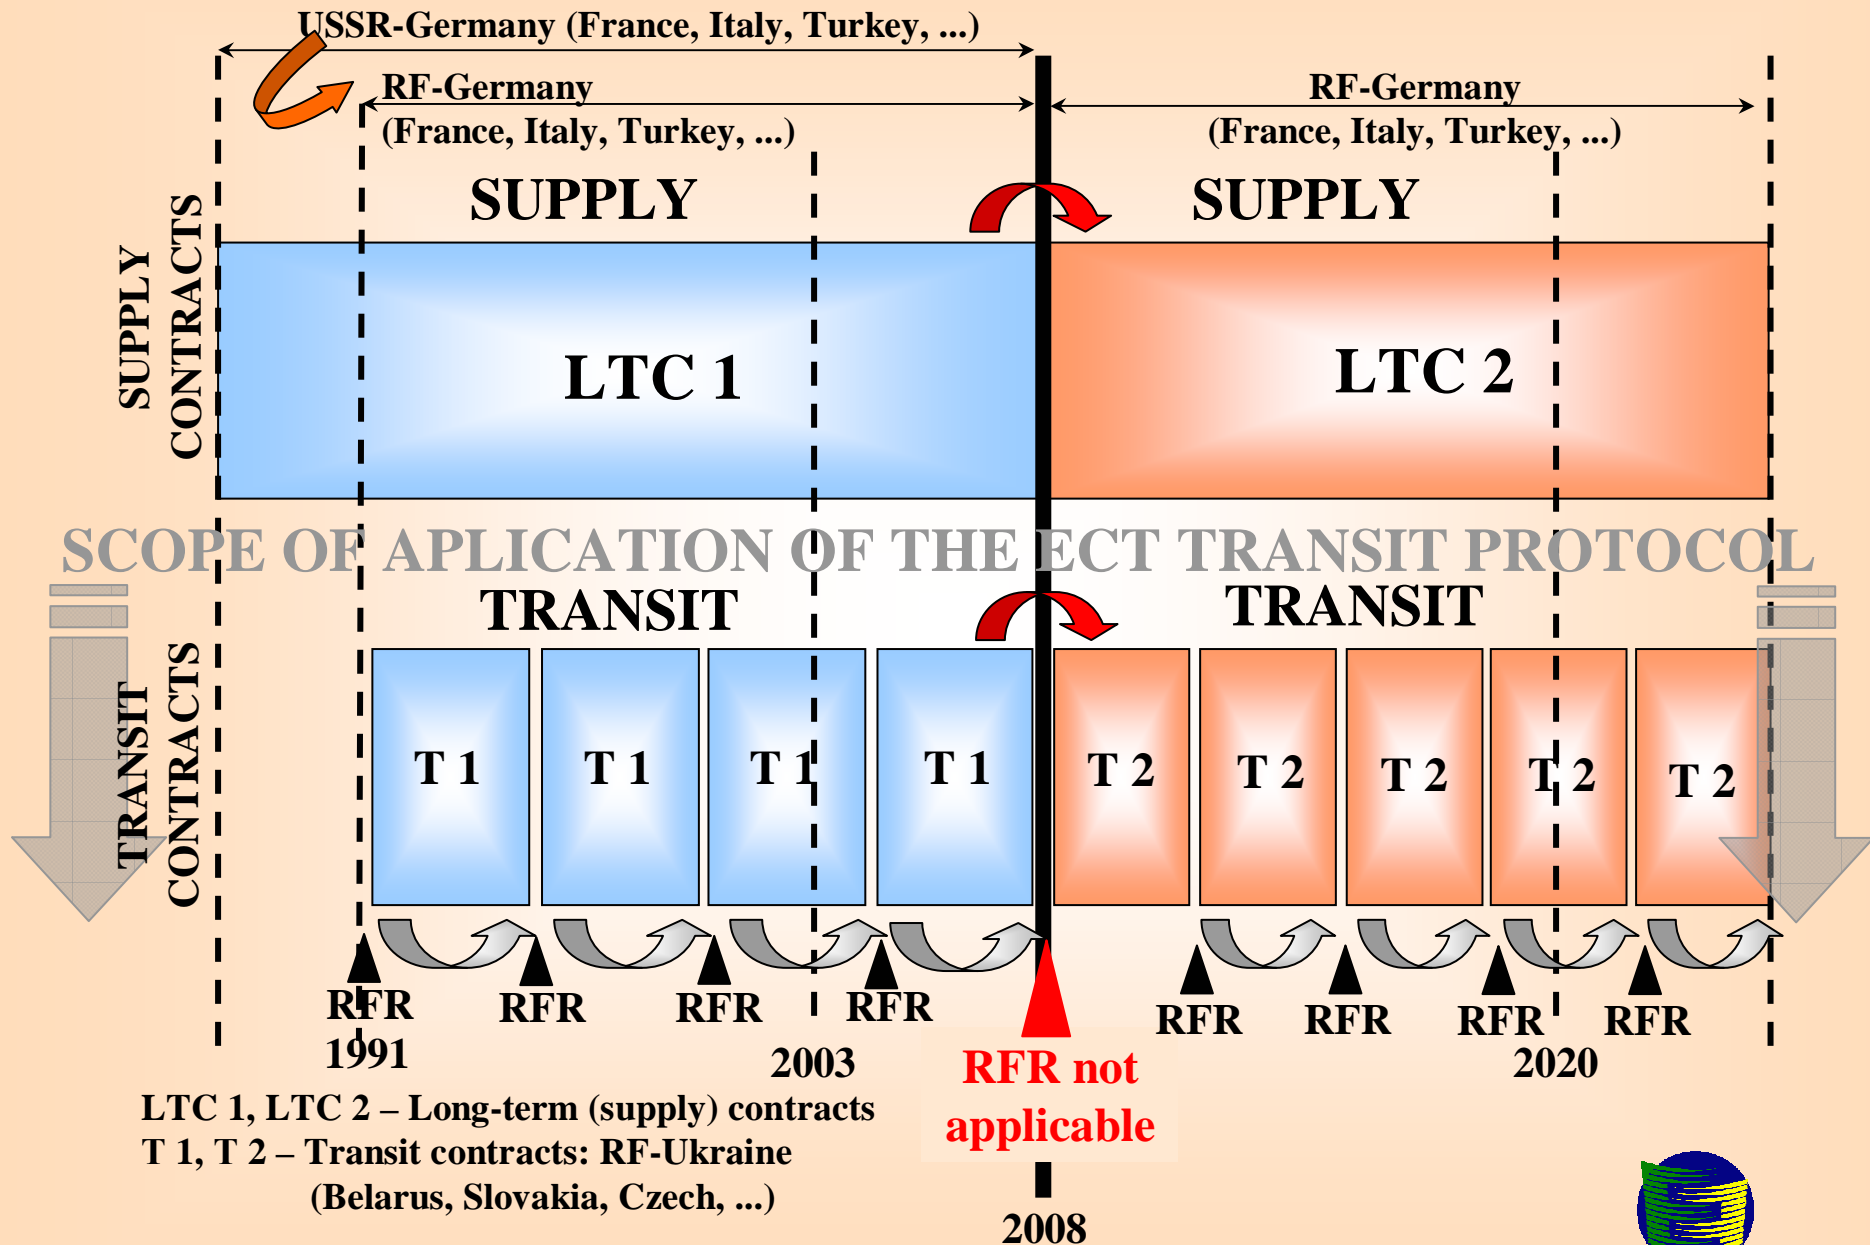 USSR-Germany (France, Italy, Turkey, ...)
RF-Germany
(France, Italy, Turkey, ...)
RF-Germany
(France, Italy, Turkey, ...)
SUPPLY
SUPPLY
SUPPLY
CONTRACTS
LTC 1
LTC 2
SCOPE OF APLICATION OF THE ECT TRANSIT PROTOCOL
TRANSIT
TRANSIT
TRANSIT
CONTRACTS
T 1
T 1
T 1
T 1
T 2
T 2
T 2
T 2
T 2
RFR
RFR
RFR
RFR
RFR
RFR
RFR
RFR
1991
2003
RFR not
applicable
2020
LTC 1, LTC 2 – Long-term (supply) contracts
T 1, T 2 – Transit contracts: RF-Ukraine
(Belarus, Slovakia, Czech, ...)
2008